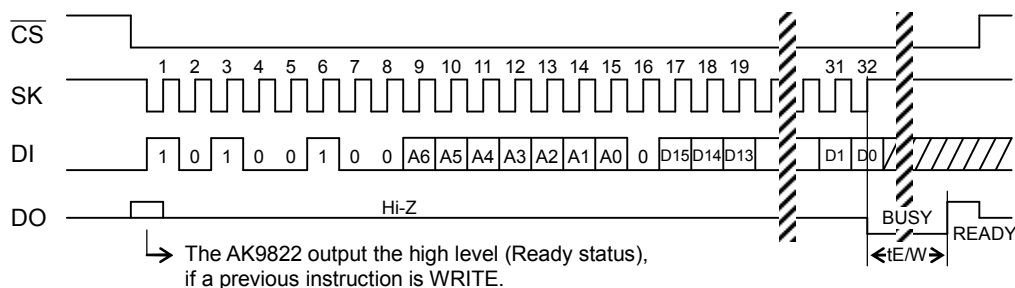 CS
1 2 3 4 5 6 7 8 9 10 11 12 13 14 15 16 17 18 19 31 32
SK
DI 1 0 1 0 0 1 0 0 A6 A5 A4 A3 A2 A1 A0 0 D15 D14 D13 D1 D0
DO Hi-Z BUSY
READY
The AK9822 output the high level (Ready status), tE/W
if a previous instruction is WRITE.